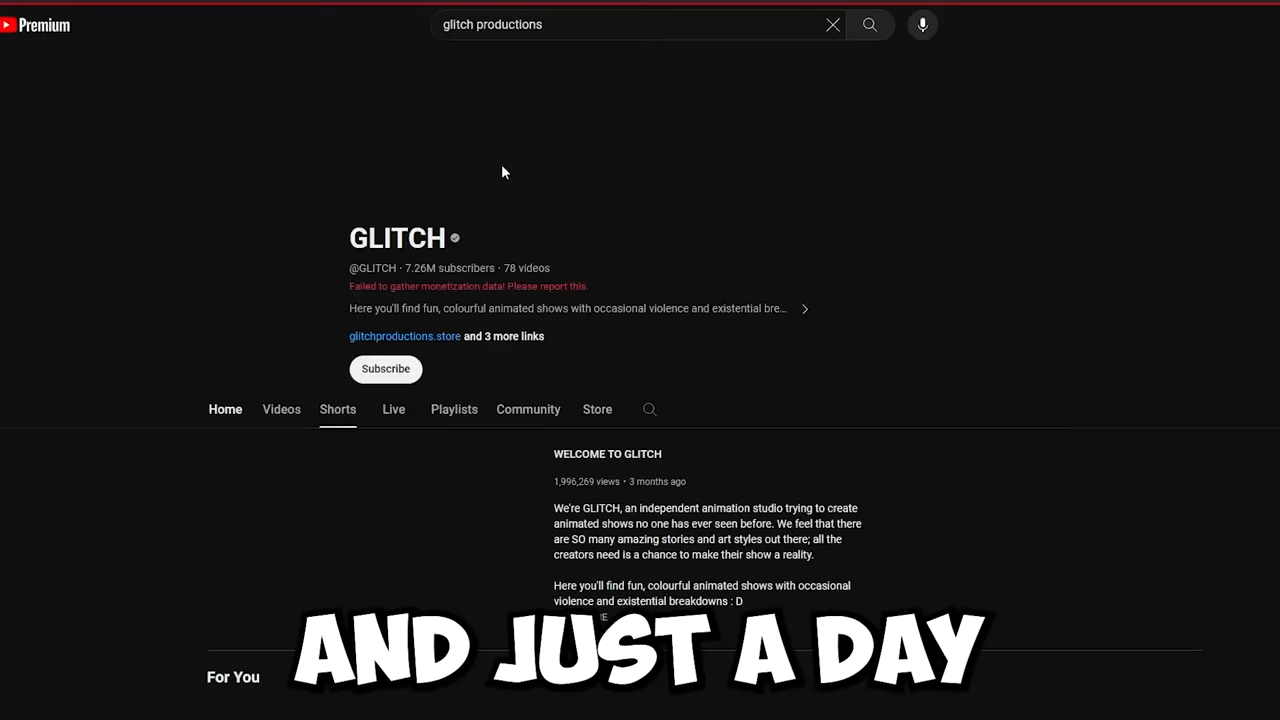 Premium
glitch productions
GLITCH
@GLITCH · 7.26M subscribers · 78 videos
Failed to gather monetization data! Please report this.
Here you'll find fun, colourful animated shows with occasional violence and existential bre...
glitchproductions.store and 3 more links
Subscribe
Home Videos Shorts Live Playlists Community Store
WELCOME TO GLITCH
1,996,269 views • 3 months ago
We're GLITCH, an independent animation studio trying to create
animated shows no one has ever seen before. We feel that there
are SO many amazing stories and art styles out there; all the
creators need is a chance to make their show a reality.
Here you'll find fun, colourful animated shows with occasional
violence and existential breakdowns : D
AND JUST A DAY
For You